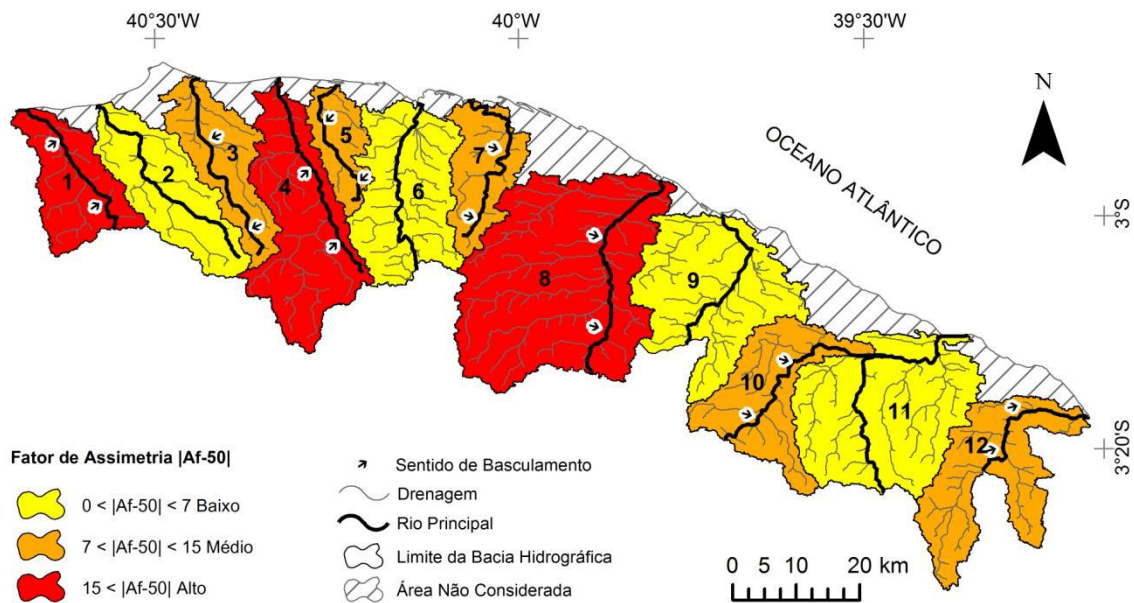 40°30'W
40°0'W
39°30'W
N
OCEANO ATLÂNTICO
3°S
3°20'S
1
2
3
4
5
6
7
8
9
10
11
12
Fator de Assimetria |Af-50|
0 < |Af-50| < 7 Baixo
7 < |Af-50| < 15 Médio
15 < |Af-50| Alto
Sentido de Basculamento
Drenagem
Rio Principal
Limite da Bacia Hidrográfica
Área Não Considerada
0 5 10 20 km